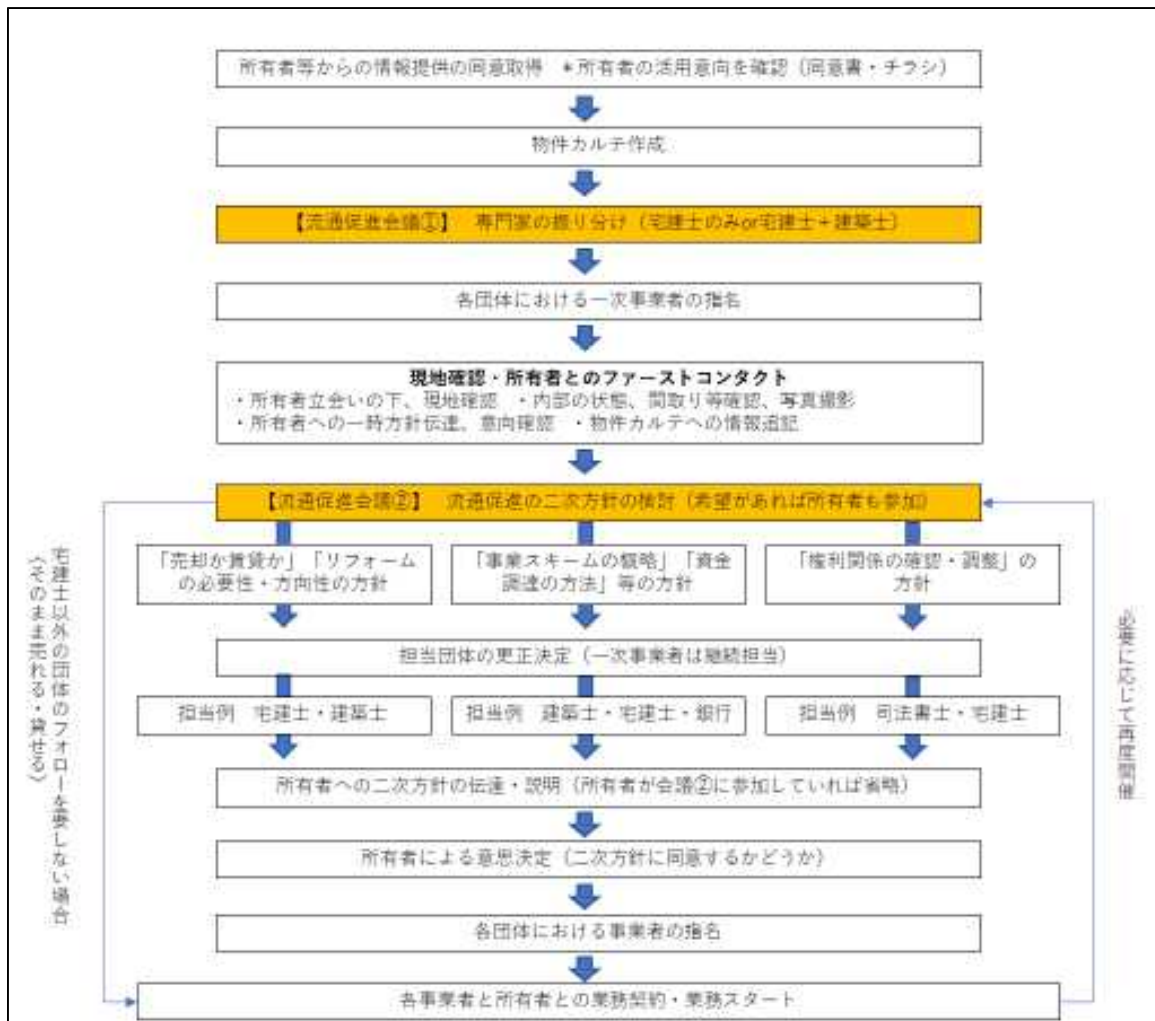 所有者等からの情報提供の同意取得 *所有者の活用意向を確認(同意書・チラシ)
物件カルテ作成
【流通促進会議①】 専門家の振り分け(宅建士のみor宅建士+建築士)
各団体における一次事業者の指名
現地確認・所有者とのファーストコンタクト
・所有者立会いの下、現地確認 ・内部の状態、間取り等確認、写真撮影
・所有者への一時方針伝達、意向確認 ・物件カルテへの情報追記
【流通促進会議②】 流通促進の二次方針の検討(希望があれば所有者も参加)
「売却か賃貸か」「リフォーム
の必要性・方向性の方針
「事業スキームの概略」「資金
調達の方法」等の方針
「権利関係の確認・調整」の
方針
担当団体の更正決定(一次事業者は継続担当)
担当例 宅建士・建築士
担当例 建築士・宅建士・銀行
担当例 司法書士・宅建士
所有者への二次方針の伝達・説明(所有者が会議②に参加していれば省略)
所有者による意思決定(二次方針に同意するかどうか)
各団体における事業者の指名
各事業者と所有者との業務契約・業務スタート
宅建士以外の団体のフォローを要しない場合
〈そのまま売れる・貸せる〉
必要に応じて再度開催